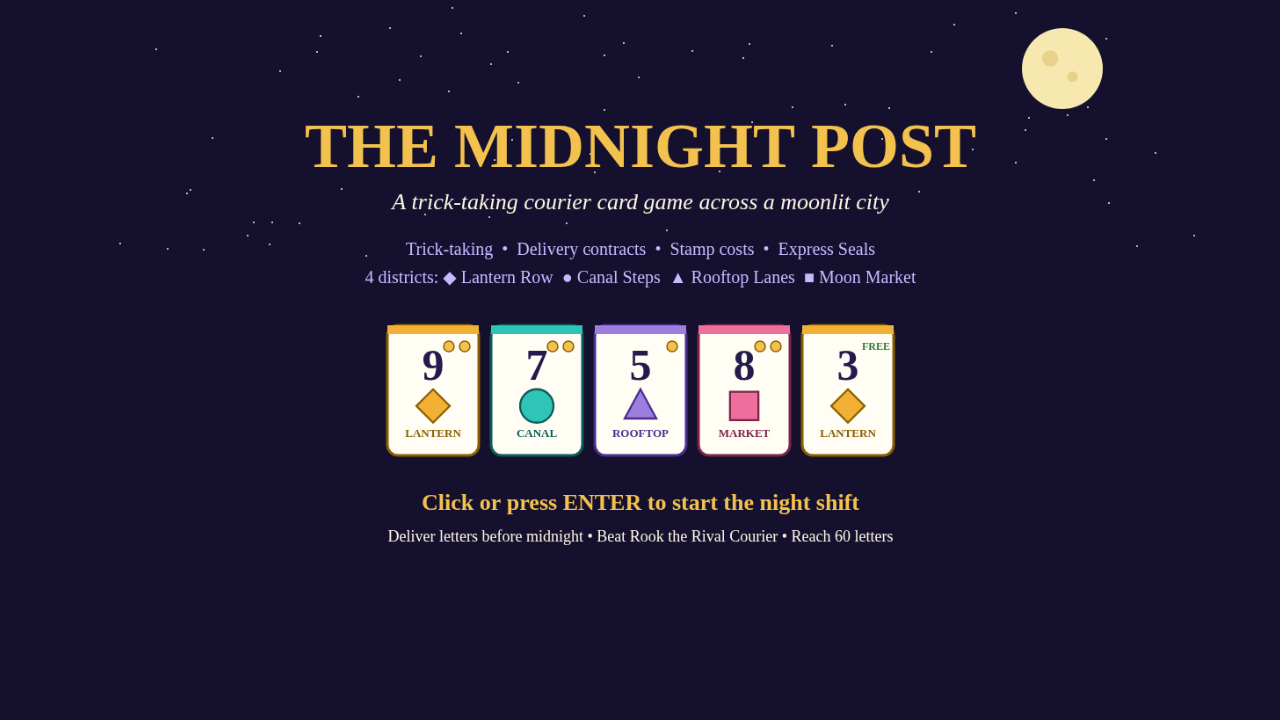 THE MIDNIGHT POST
A trick-taking courier card game across a moonlit city
Trick-taking • Delivery contracts • Stamp costs • Express Seals
4 districts: ◆ Lantern Row ● Canal Steps ▲ Rooftop Lanes ■ Moon Market
9 7 5 8 3 FREE
LANTERN CANAL ROOFTOP MARKET LANTERN
Click or press ENTER to start the night shift
Deliver letters before midnight • Beat Rook the Rival Courier • Reach 60 letters